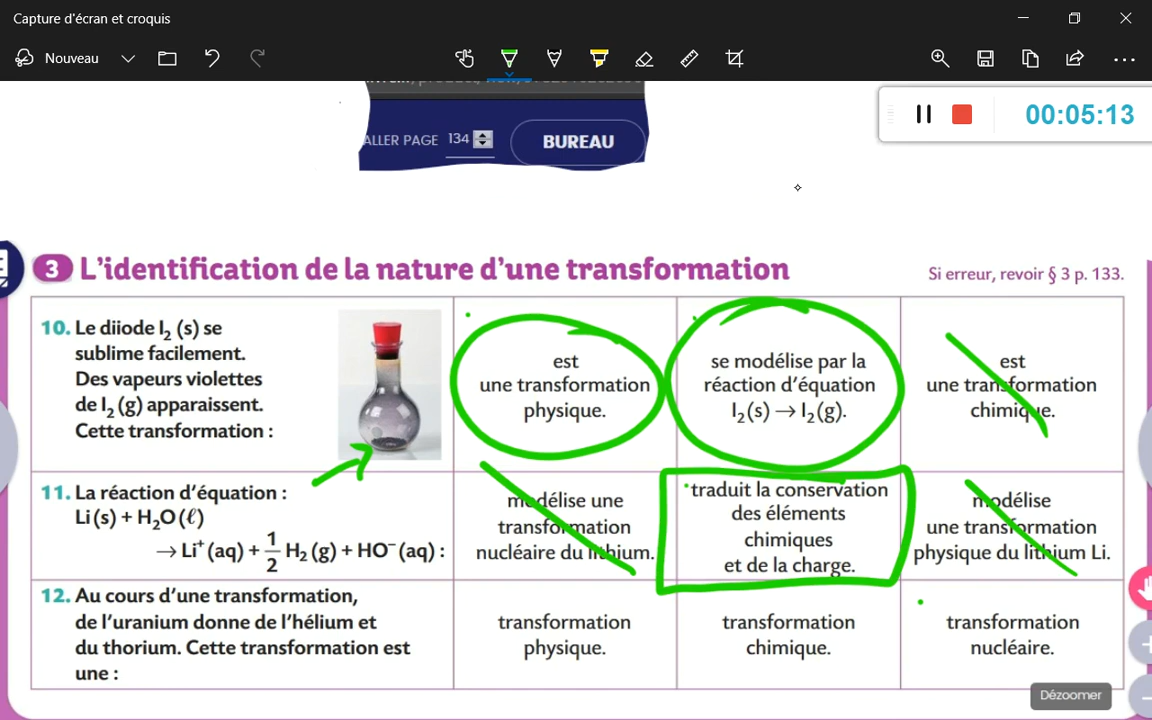 Capture d'écran et croquis
Nouveau
ALLER PAGE 134 BUREAU
00:05:13
3 L'identification de la nature d'une transformation
Si erreur, revoir § 3 p. 133.
10. Le diiode I₂ (s) se
sublime facilement.
Des vapeurs violettes
de I₂ (g) apparaissent.
Cette transformation :
est
une transformation
physique.
se modélise par la
réaction d'équation
I₂(s) → I₂(g).
est
une transformation
chimique.
11. La réaction d'équation :
Li(s) + H₂O(ℓ)
→ Li⁺(aq) + 1/2 H₂(g) + HO⁻(aq) :
modélise une
transformation
nucléaire du lithium.
traduit la conservation
des éléments
chimiques
et de la charge.
modélise
une transformation
physique du lithium Li.
12. Au cours d'une transformation,
de l'uranium donne de l'hélium et
du thorium. Cette transformation est
une :
transformation
physique.
transformation
chimique.
transformation
nucléaire.
Dézoomer